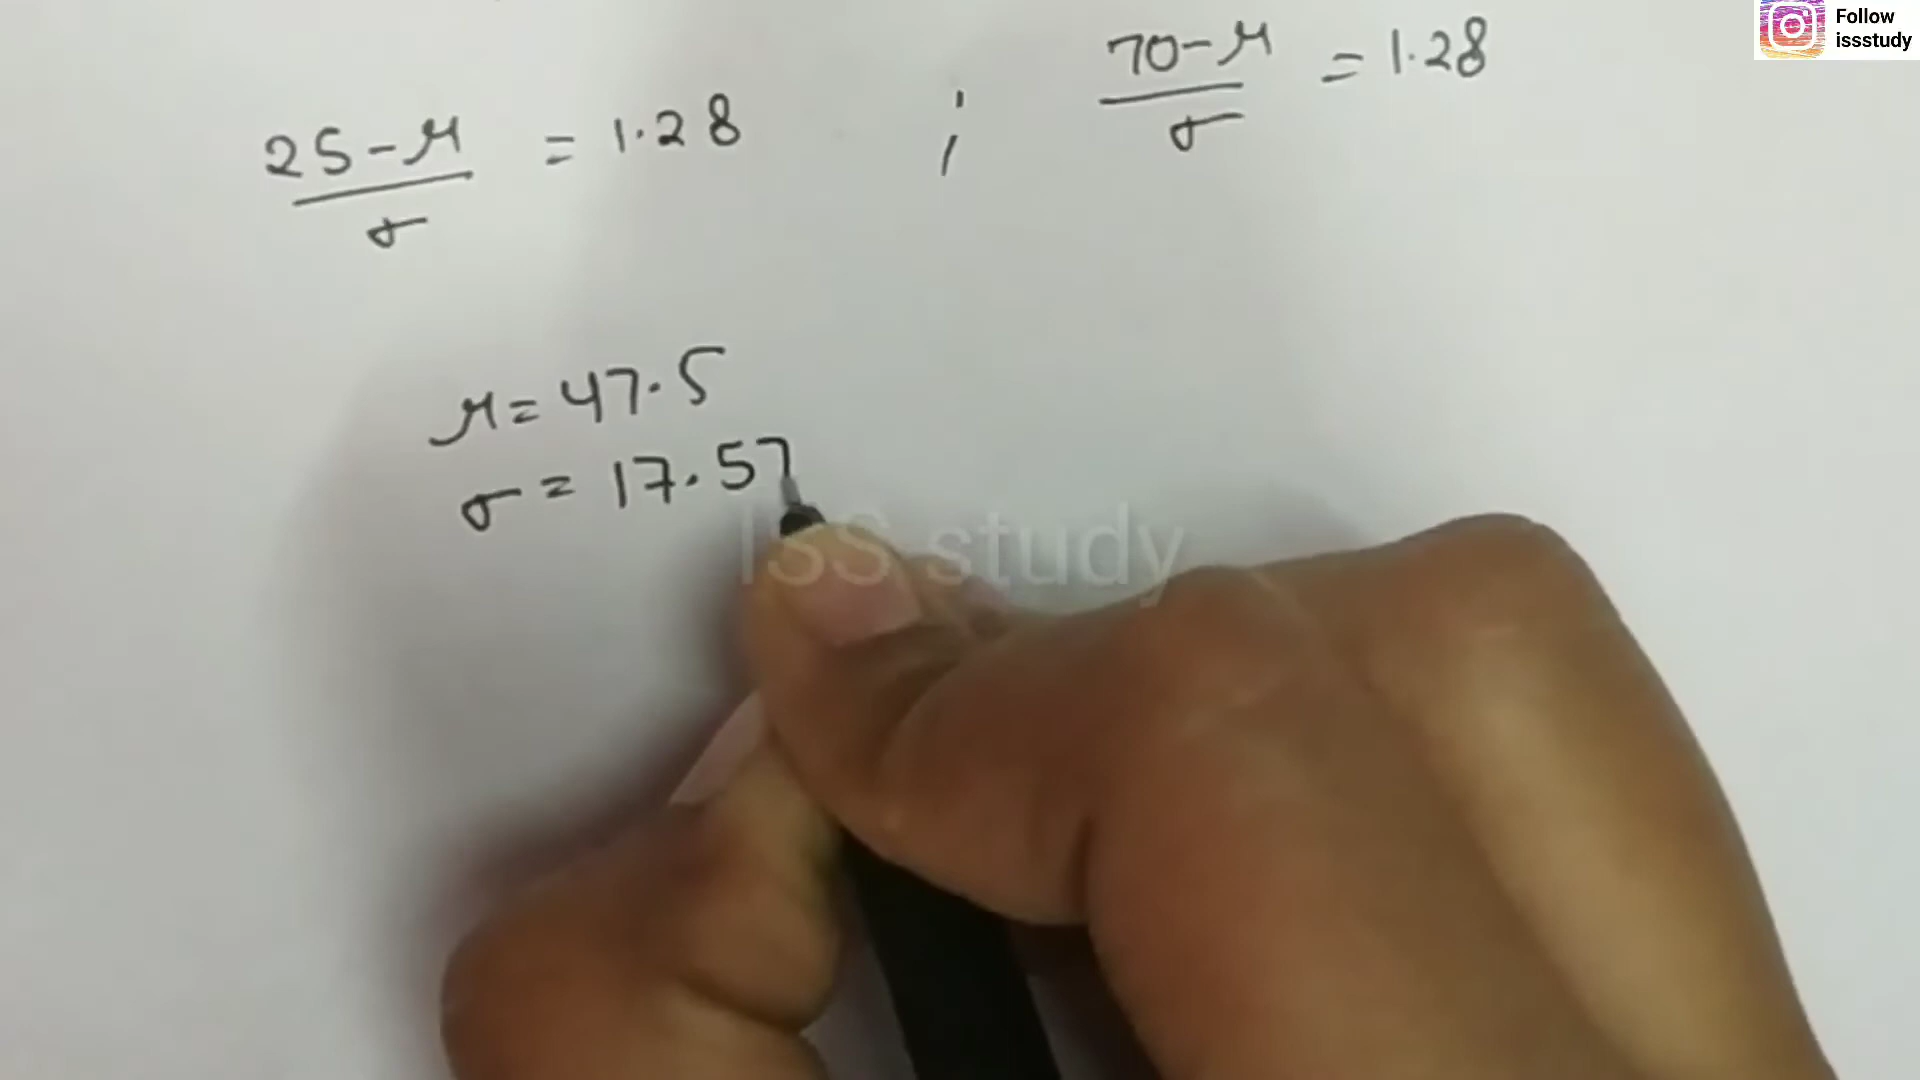 Follow
issstudy
(25-μ)/σ = 1.28 ; (70-μ)/σ = 1.28
μ = 47.5
σ = 17.57
ISS study